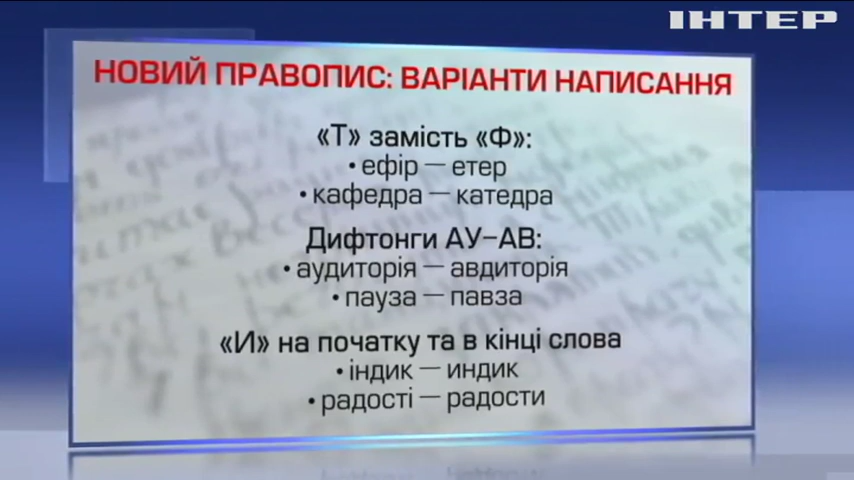 ІНТЕР
НОВИЙ ПРАВОПИС: ВАРІАНТИ НАПИСАННЯ
«Т» замість «Ф»:
• ефір — етер
• кафедра — катедра
Дифтонги АУ–АВ:
• аудиторія — авдиторія
• пауза — павза
«И» на початку та в кінці слова
• індик — индик
• радості — радости